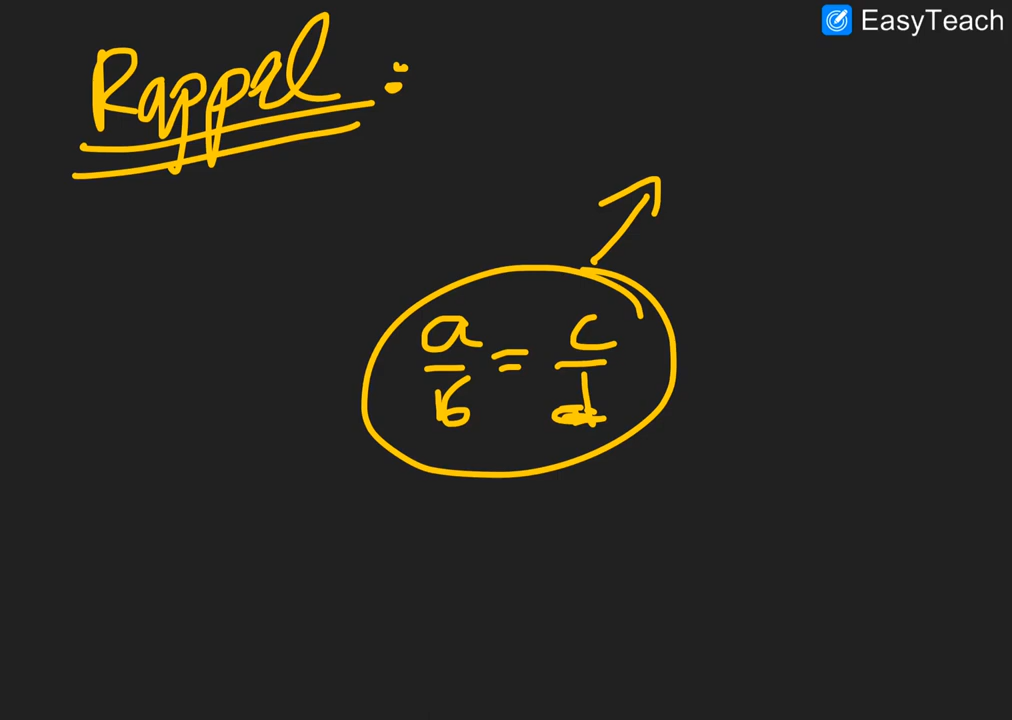 EasyTeach
Rappel :
a/b = c/d